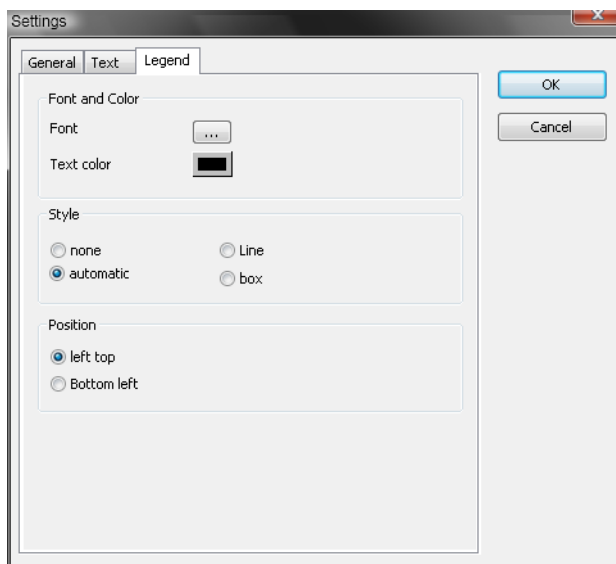 Settings
General Text Legend
OK
Cancel
Font and Color
Font ...
Text color
Style
none Line
automatic box
Position
left top
Bottom left